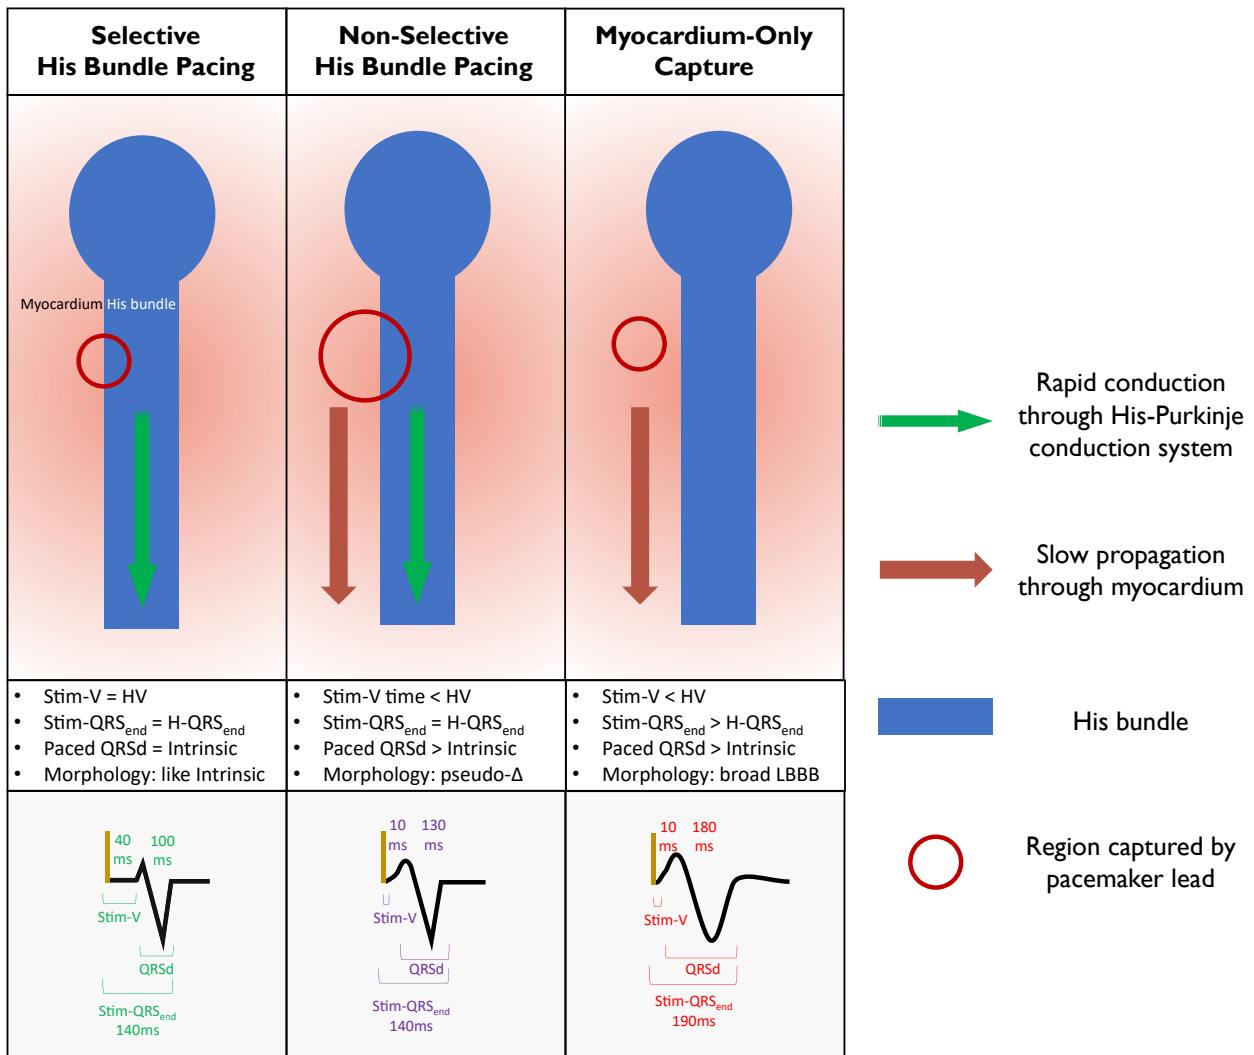 Selective
His Bundle Pacing
Non-Selective
His Bundle Pacing
Myocardium-Only
Capture
Myocardium His bundle
• Stim-V = HV
• Stim-QRSend = H-QRSend
• Paced QRSd = Intrinsic
• Morphology: like Intrinsic
• Stim-V time < HV
• Stim-QRSend = H-QRSend
• Paced QRSd > Intrinsic
• Morphology: pseudo-Δ
• Stim-V < HV
• Stim-QRSend > H-QRSend
• Paced QRSd > Intrinsic
• Morphology: broad LBBB
40
ms
100
ms
Stim-V
QRSd
Stim-QRSend
140ms
10
ms
130
ms
Stim-V
QRSd
Stim-QRSend
140ms
10
ms
180
ms
Stim-V
QRSd
Stim-QRSend
190ms
Rapid conduction
through His-Purkinje
conduction system
Slow propagation
through myocardium
His bundle
Region captured by
pacemaker lead